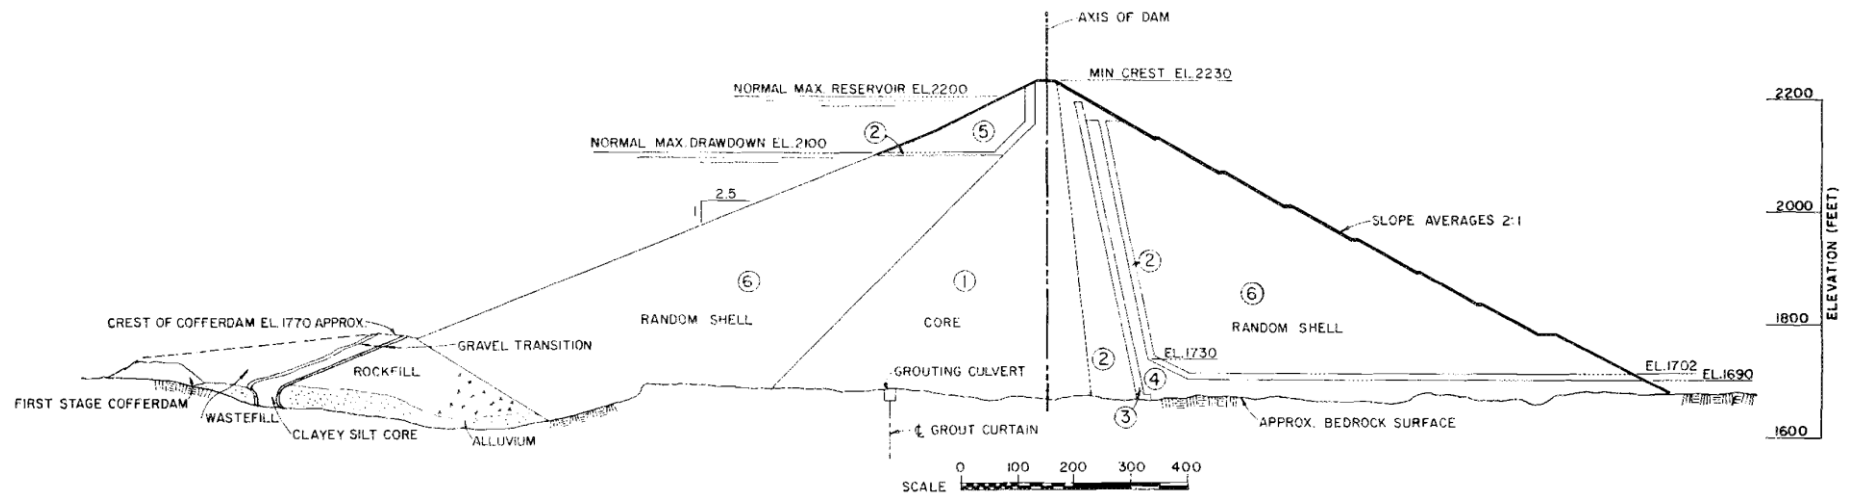 AXIS OF DAM
MIN CREST EL.2230
NORMAL MAX. RESERVOIR EL.2200
2200
②
⑤
NORMAL MAX. DRAWDOWN EL.2100
2.5
1
2000
SLOPE AVERAGES 2:1
ELEVATION (FEET)
②
⑥
①
⑥
CREST OF COFFERDAM EL.1770 APPROX.
RANDOM SHELL
CORE
RANDOM SHELL
1800
GRAVEL TRANSITION
EL.1730
②
ROCKFILL
GROUTING CULVERT
④
EL.1702
EL.1690
FIRST STAGE COFFERDAM
WASTEFILL
③
CLAYEY SILT CORE
ALLUVIUM
℄ GROUT CURTAIN
APPROX. BEDROCK SURFACE
1600
0 100 200 300 400
SCALE